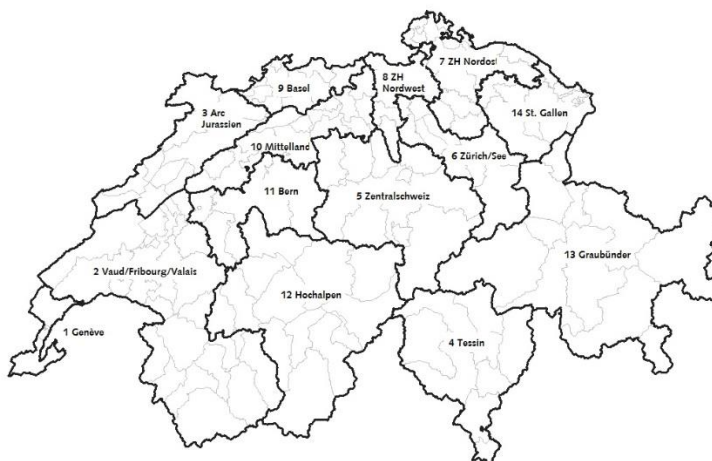 7 ZH Nordost
8 ZH
Nordwest
9 Basel
3 Arc
Jurassien
14 St. Gallen
10 Mittelland
6 Zürich/See
11 Bern
5 Zentralschweiz
13 Graubünden
2 Vaud/Fribourg/Valais
12 Hochalpen
1 Genève
4 Tessin